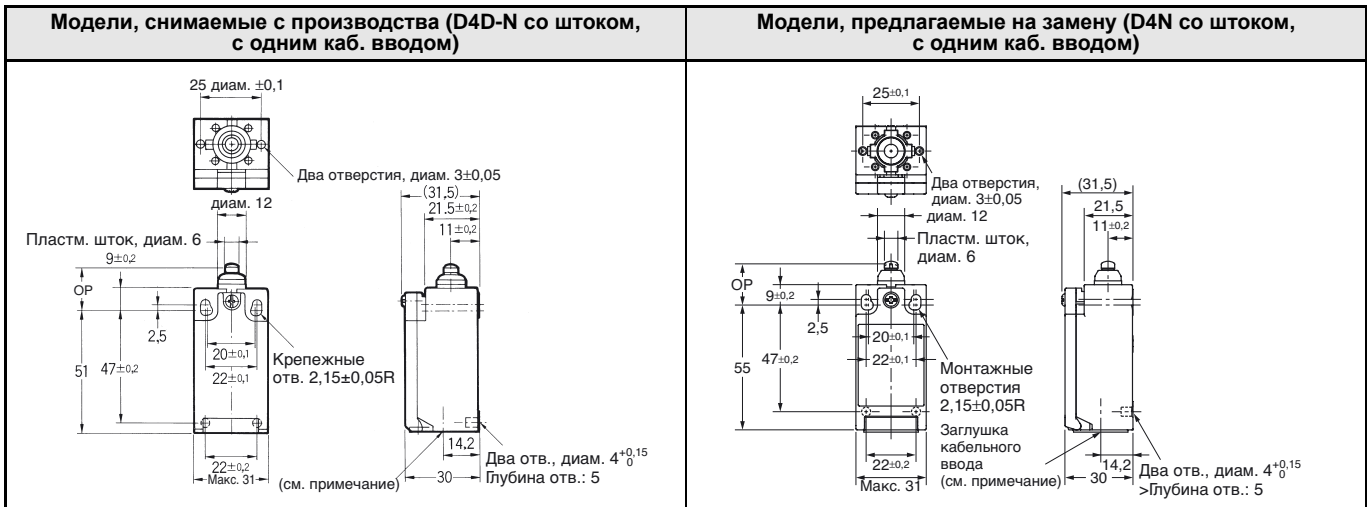 Модели, снимаемые с производства (D4D-N со штоком,
с одним каб. вводом)
Модели, предлагаемые на замену (D4N со штоком,
с одним каб. вводом)
25 диам. ±0,1
Два отверстия, диам. 3±0,05
диам. 12
Пластм. шток, диам. 6
9±0,2
OP
2,5
51
47±0,2
20±0,1
22±0,1
Крепежные
отв. 2,15±0,05R
22±0,2
Макс. 31
(31,5)
21.5±0,2
11±0,2
14,2
30
(см. примечание)
Два отв., диам. 4+0,15 0
Глубина отв.: 5
25±0,1
Два отверстия,
диам. 3±0,05
диам. 12
Пластм. шток,
диам. 6
OP
9±0,2
2,5
55
47±0,2
20±0,1
22±0,1
Монтажные
отверстия
2,15±0,05R
Заглушка
кабельного
ввода
(см. примечание)
22±0,2
Макс. 31
(31,5)
21,5
11±0,2
14,2
30
Два отв., диам. 4+0,15 0
>Глубина отв.: 5